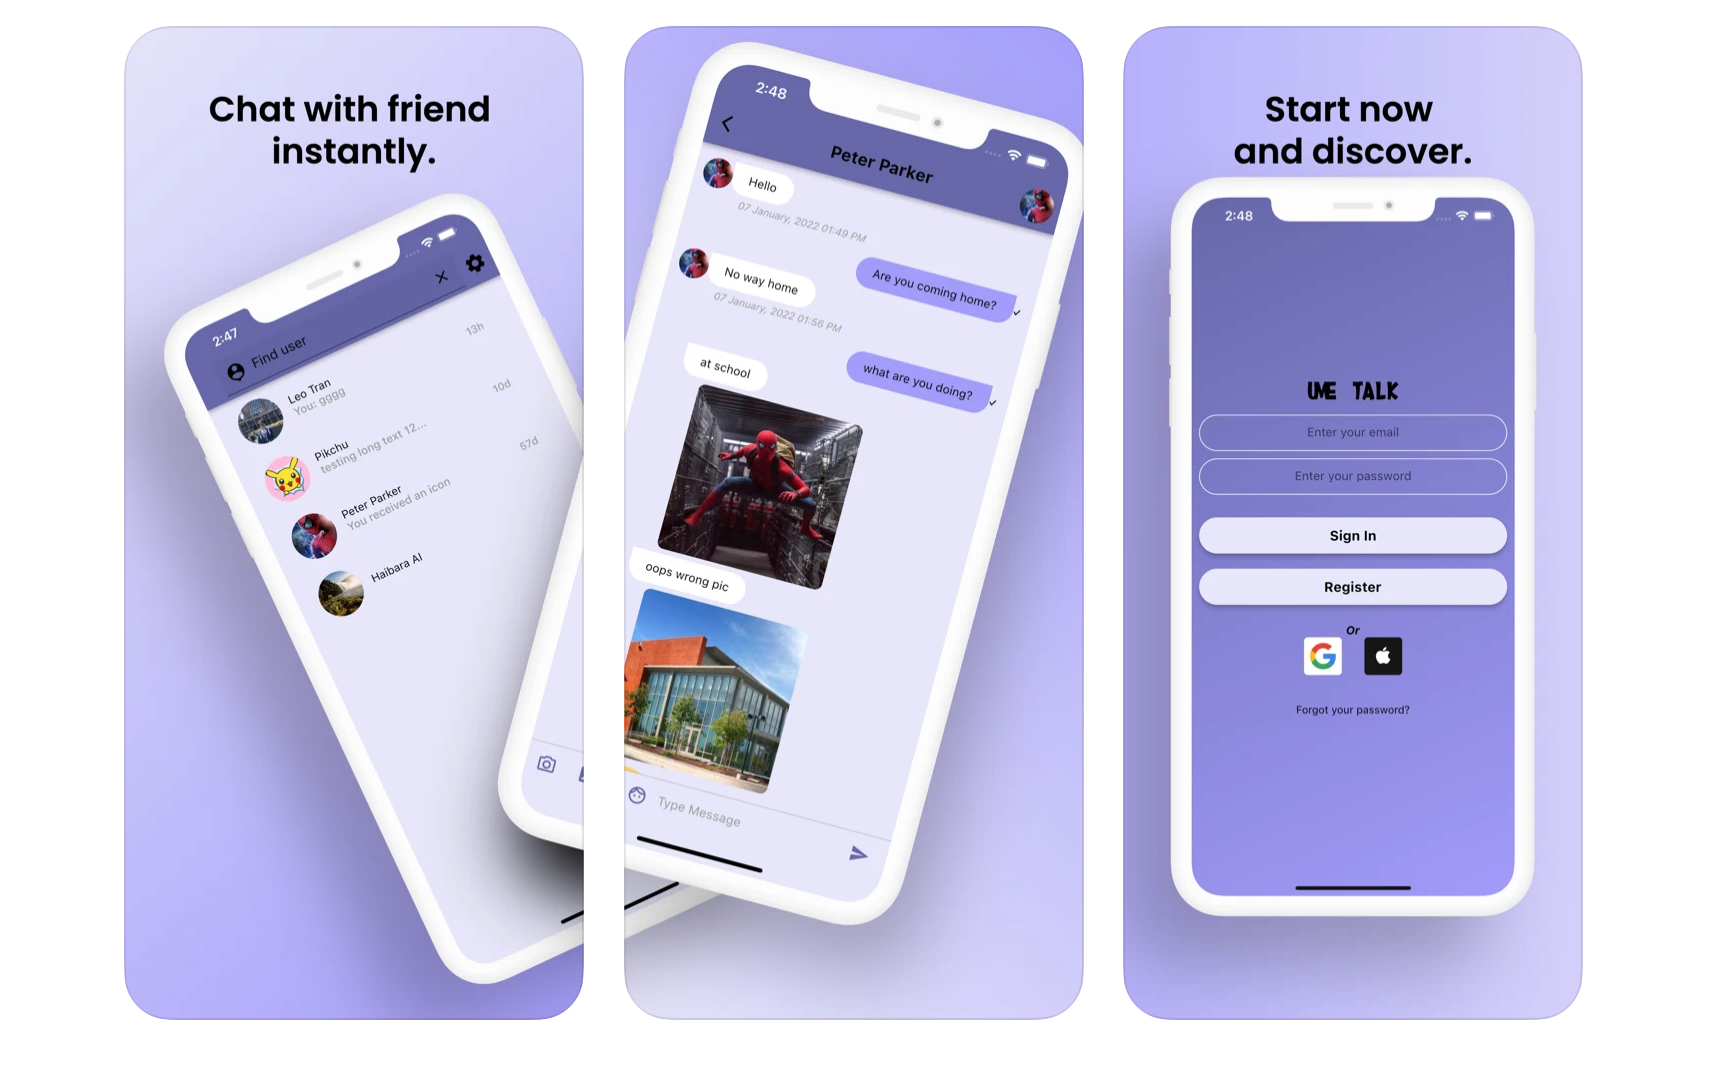 Chat with friend
instantly.
2:47
Find user
Leo Tran
You: gggg
13h
Pikchu
testing long text 12...
10d
Peter Parker
You received an icon
57d
Haibara AI
2:48
Peter Parker
Hello
07 January, 2022 01:49 PM
Are you coming home?
No way home
07 January, 2022 01:56 PM
what are you doing?
at school
oops wrong pic
Type Message
Start now
and discover.
2:48
UME TALK
Enter your email
Enter your password
Sign In
Register
Or
Forgot your password?